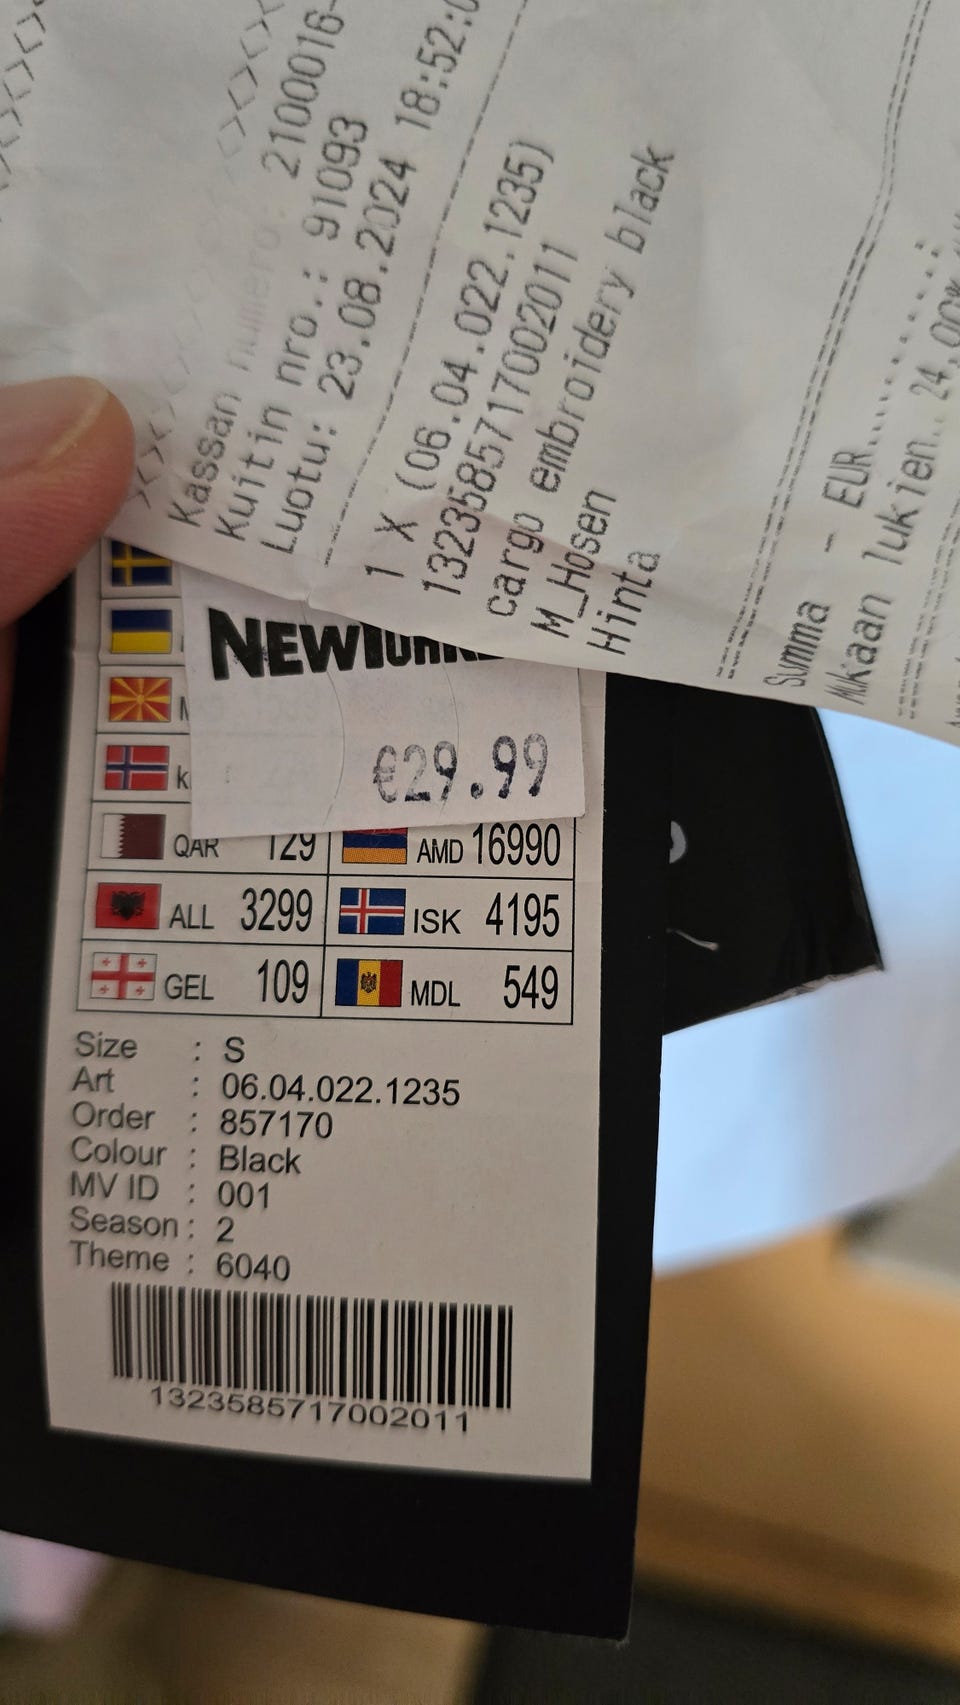 Kassan numero: 2100016-
Kuitin nro.: 91093
Luotu: 23.08.2024 18:52:0
1 X (06.04.022.1235)
1323585717002011
cargo embroidery black
M_Hosen
Hinta
Summa - EUR......
Mukaan lukien.. 24,00%
NEW
€29.99
QAR 129 AMD 16990
ALL 3299 ISK 4195
GEL 109 MDL 549
Size : S
Art : 06.04.022.1235
Order : 857170
Colour : Black
MV ID : 001
Season : 2
Theme : 6040
1323585717002011